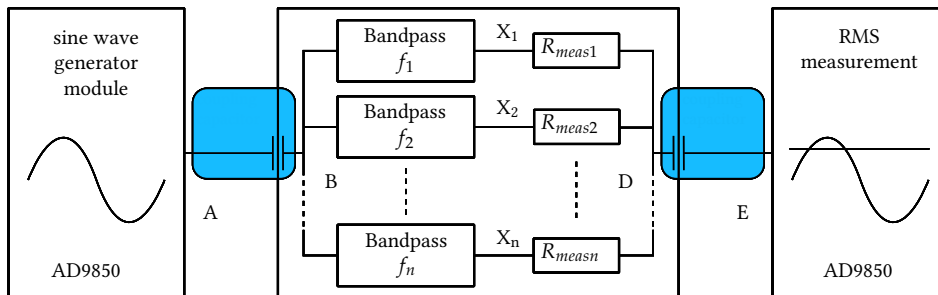 sine wave
generator
module
AD9850
A
B
Bandpass
f1
X1
Rmeas1
Bandpass
f2
X2
Rmeas2
Bandpass
fn
Xn
Rmeasn
D
E
RMS
measurement
AD9850